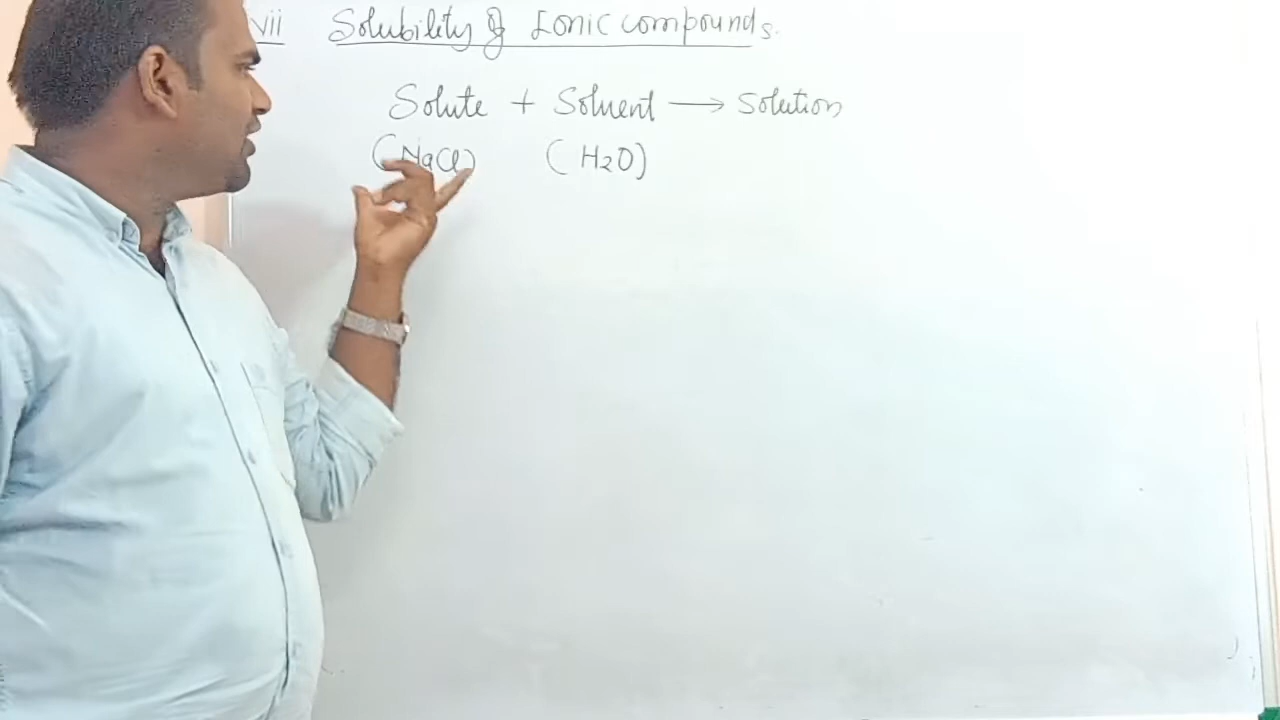 vii Solubility of Ionic compounds.
Solute + Solvent → Solution
(NaCl) (H2O)